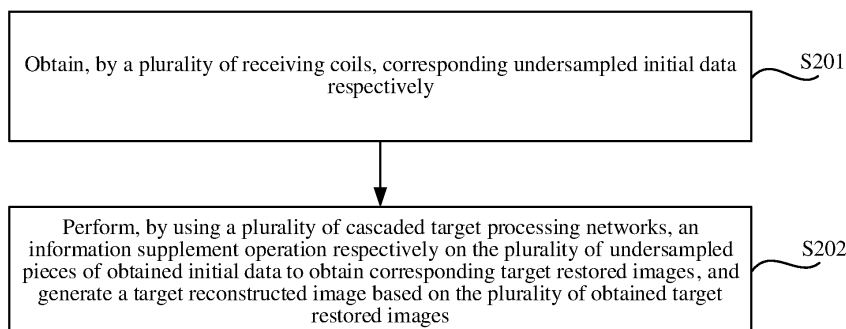 Obtain, by a plurality of receiving coils, corresponding undersampled initial data
respectively
S201
Perform, by using a plurality of cascaded target processing networks, an
information supplement operation respectively on the plurality of undersampled
pieces of obtained initial data to obtain corresponding target restored images, and
generate a target reconstructed image based on the plurality of obtained target
restored images
S202